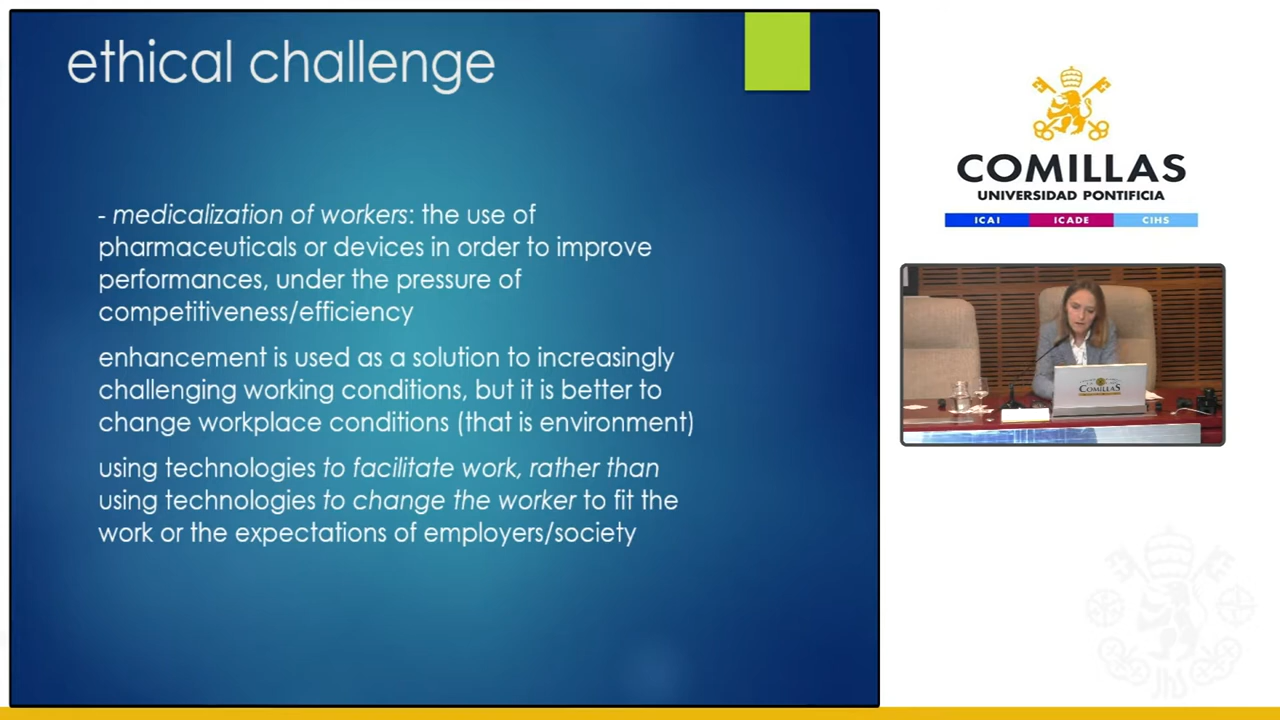 ethical challenge
- medicalization of workers: the use of
pharmaceuticals or devices in order to improve
performances, under the pressure of
competitiveness/efficiency
enhancement is used as a solution to increasingly
challenging working conditions, but it is better to
change workplace conditions (that is environment)
using technologies to facilitate work, rather than
using technologies to change the worker to fit the
work or the expectations of employers/society
COMILLAS
UNIVERSIDAD PONTIFICIA
ICAI ICADE CIHS
COMILLAS